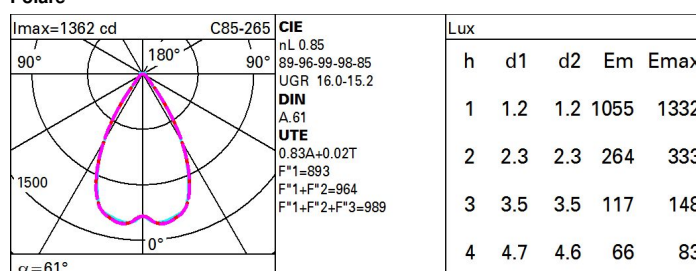 Polare
Imax=1362 cd C85-265
90° 180° 90°
1500
0°
α=61°
CIE
nL 0.85
89-96-99-98-85
UGR 16.0-15.2
DIN
A.61
UTE
0.83A+0.02T
F"1=893
F"1+F"2=964
F"1+F"2+F"3=989
Lux
h d1 d2 Em Emax
1 1.2 1.2 1055 1332
2 2.3 2.3 264 333
3 3.5 3.5 117 148
4 4.7 4.6 66 83